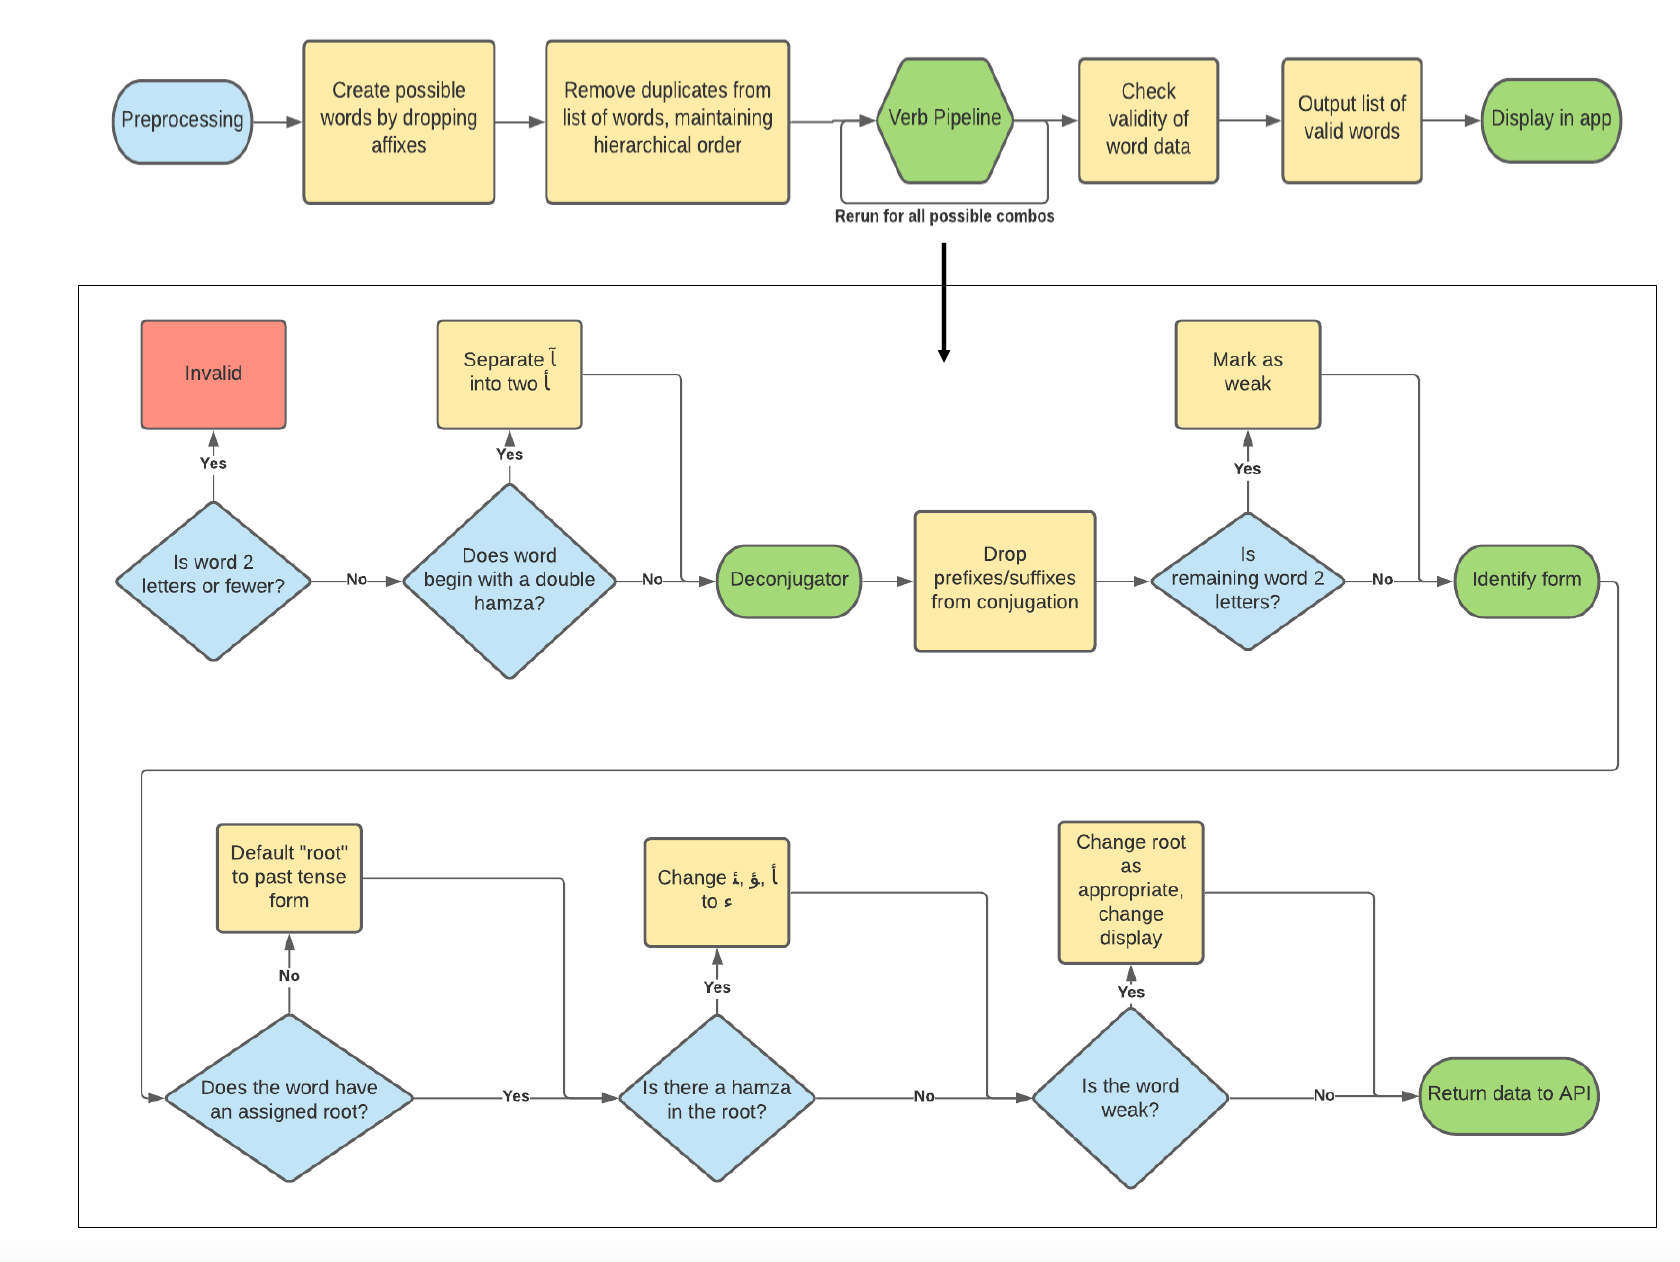 Preprocessing
Create possible
words by dropping
affixes
Remove duplicates from
list of words, maintaining
hierarchical order
Verb Pipeline
Check
validity of
word data
Output list of
valid words
Display in app
Rerun for all possible combos
Invalid
Yes
Is word 2
letters or fewer?
No
Separate آ
into two أ
Yes
Does word
begin with a double
hamza?
No
Deconjugator
Drop
prefixes/suffixes
from conjugation
Mark as
weak
Yes
Is
remaining word 2
letters?
No
Identify form
Default "root"
to past tense
form
No
Does the word have
an assigned root?
Yes
Change أ ,ؤ ,ئ
to ء
Yes
Is there a hamza
in the root?
No
Change root
as
appropriate,
change
display
Yes
Is the word
weak?
No
Return data to API